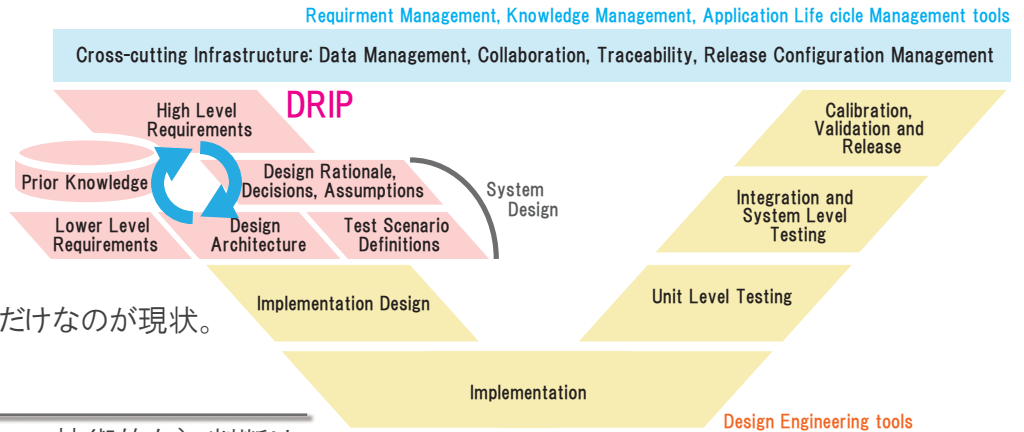 Requirment Management, Knowledge Management, Application Life cicle Management tools
Cross-cutting Infrastructure: Data Management, Collaboration, Traceability, Release Configuration Management
High Level
Requirements
DRIP
Calibration,
Validation and
Release
Prior Knowledge
Design Rationale,
Decisions, Assumptions
System
Design
Integration and
System Level
Testing
Lower Level
Requirements
Design
Architecture
Test Scenario
Definitions
Implementation Design
Unit Level Testing
だけなのが現状。
Implementation
Design Engineering tools